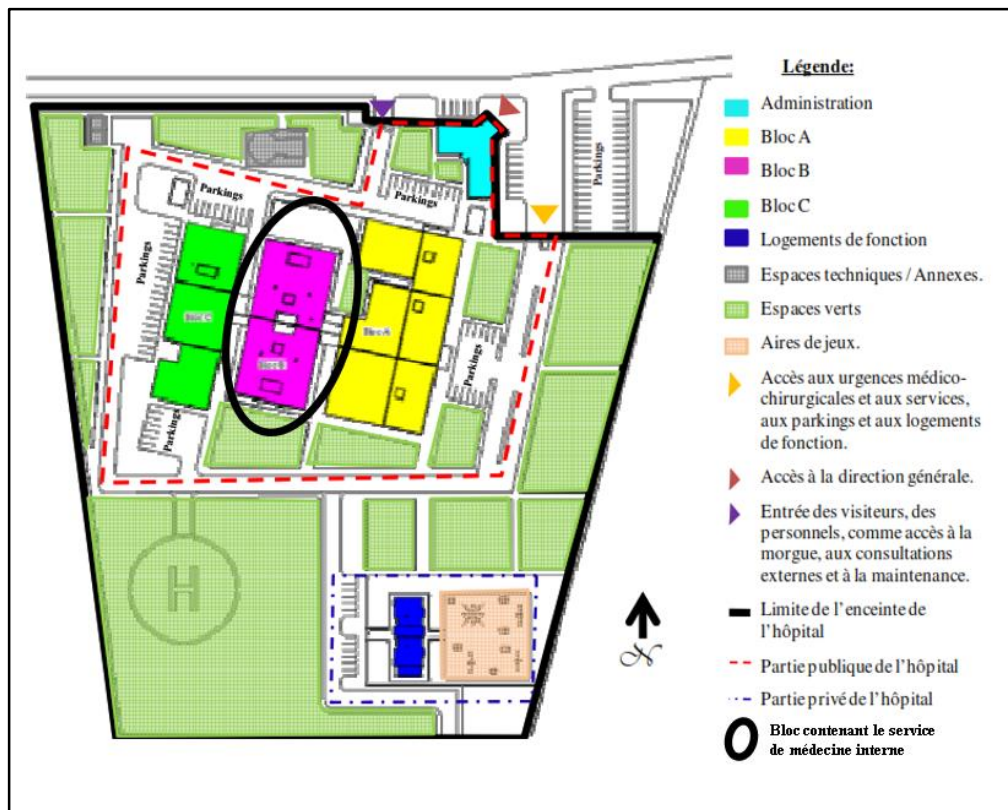 Légende:
Administration
Bloc A
Bloc B
Bloc C
Logements de fonction
Espaces techniques / Annexes.
Espaces verts
Aires de jeux.
Accès aux urgences médico-
chirurgicales et aux services,
aux parkings et aux logements
de fonction.
Accès à la direction générale.
Entrée des visiteurs, des
personnels, comme accès à la
morgue, aux consultations
externes et à la maintenance.
Limite de l'enceinte de
l'hôpital
Partie publique de l'hôpital
Partie privé de l'hôpital
Bloc contenant le service
de médecine interne
Parkings
Parkings
Parkings
Parkings
Parkings
Parkings
Bloc C
Bloc B
Bloc A
H
N